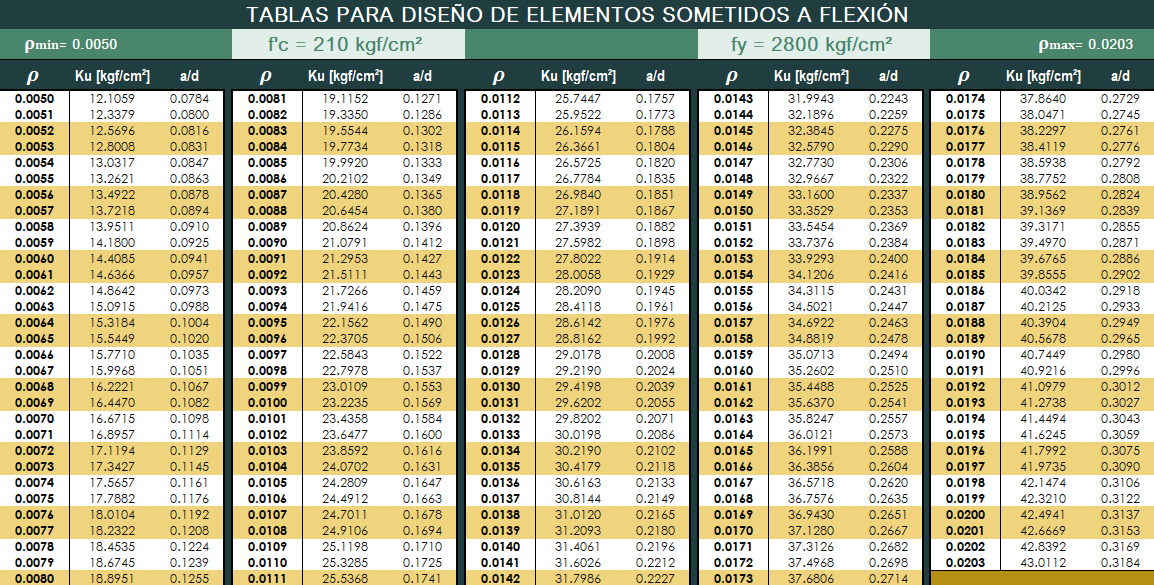 TABLAS PARA DISEÑO DE ELEMENTOS SOMETIDOS A FLEXIÓN
ρmin= 0.0050 f'c = 210 kgf/cm² fy = 2800 kgf/cm² ρmax= 0.0203
ρ Ku [kgf/cm²] a/d ρ Ku [kgf/cm²] a/d ρ Ku [kgf/cm²] a/d ρ Ku [kgf/cm²] a/d ρ Ku [kgf/cm²] a/d
0.0050 12.1059 0.0784 0.0081 19.1152 0.1271 0.0112 25.7447 0.1757 0.0143 31.9943 0.2243 0.0174 37.8640 0.2729
0.0051 12.3379 0.0800 0.0082 19.3350 0.1286 0.0113 25.9522 0.1773 0.0144 32.1896 0.2259 0.0175 38.0471 0.2745
0.0052 12.5696 0.0816 0.0083 19.5544 0.1302 0.0114 26.1594 0.1788 0.0145 32.3845 0.2275 0.0176 38.2297 0.2761
0.0053 12.8008 0.0831 0.0084 19.7734 0.1318 0.0115 26.3661 0.1804 0.0146 32.5790 0.2290 0.0177 38.4119 0.2776
0.0054 13.0317 0.0847 0.0085 19.9920 0.1333 0.0116 26.5725 0.1820 0.0147 32.7730 0.2306 0.0178 38.5938 0.2792
0.0055 13.2621 0.0863 0.0086 20.2102 0.1349 0.0117 26.7784 0.1835 0.0148 32.9667 0.2322 0.0179 38.7752 0.2808
0.0056 13.4922 0.0878 0.0087 20.4280 0.1365 0.0118 26.9840 0.1851 0.0149 33.1600 0.2337 0.0180 38.9562 0.2824
0.0057 13.7218 0.0894 0.0088 20.6454 0.1380 0.0119 27.1891 0.1867 0.0150 33.3529 0.2353 0.0181 39.1369 0.2839
0.0058 13.9511 0.0910 0.0089 20.8624 0.1396 0.0120 27.3939 0.1882 0.0151 33.5454 0.2369 0.0182 39.3171 0.2855
0.0059 14.1800 0.0925 0.0090 21.0791 0.1412 0.0121 27.5982 0.1898 0.0152 33.7376 0.2384 0.0183 39.4970 0.2871
0.0060 14.4085 0.0941 0.0091 21.2953 0.1427 0.0122 27.8022 0.1914 0.0153 33.9293 0.2400 0.0184 39.6765 0.2886
0.0061 14.6366 0.0957 0.0092 21.5111 0.1443 0.0123 28.0058 0.1929 0.0154 34.1206 0.2416 0.0185 39.8555 0.2902
0.0062 14.8642 0.0973 0.0093 21.7266 0.1459 0.0124 28.2090 0.1945 0.0155 34.3115 0.2431 0.0186 40.0342 0.2918
0.0063 15.0915 0.0988 0.0094 21.9416 0.1475 0.0125 28.4118 0.1961 0.0156 34.5021 0.2447 0.0187 40.2125 0.2933
0.0064 15.3184 0.1004 0.0095 22.1562 0.1490 0.0126 28.6142 0.1976 0.0157 34.6922 0.2463 0.0188 40.3904 0.2949
0.0065 15.5449 0.1020 0.0096 22.3705 0.1506 0.0127 28.8162 0.1992 0.0158 34.8819 0.2478 0.0189 40.5678 0.2965
0.0066 15.7710 0.1035 0.0097 22.5843 0.1522 0.0128 29.0178 0.2008 0.0159 35.0713 0.2494 0.0190 40.7449 0.2980
0.0067 15.9968 0.1051 0.0098 22.7978 0.1537 0.0129 29.2190 0.2024 0.0160 35.2602 0.2510 0.0191 40.9216 0.2996
0.0068 16.2221 0.1067 0.0099 23.0109 0.1553 0.0130 29.4198 0.2039 0.0161 35.4488 0.2525 0.0192 41.0979 0.3012
0.0069 16.4470 0.1082 0.0100 23.2235 0.1569 0.0131 29.6202 0.2055 0.0162 35.6370 0.2541 0.0193 41.2738 0.3027
0.0070 16.6715 0.1098 0.0101 23.4358 0.1584 0.0132 29.8202 0.2071 0.0163 35.8247 0.2557 0.0194 41.4494 0.3043
0.0071 16.8957 0.1114 0.0102 23.6477 0.1600 0.0133 30.0198 0.2086 0.0164 36.0121 0.2573 0.0195 41.6245 0.3059
0.0072 17.1194 0.1129 0.0103 23.8592 0.1616 0.0134 30.2190 0.2102 0.0165 36.1991 0.2588 0.0196 41.7992 0.3075
0.0073 17.3427 0.1145 0.0104 24.0702 0.1631 0.0135 30.4179 0.2118 0.0166 36.3856 0.2604 0.0197 41.9735 0.3090
0.0074 17.5657 0.1161 0.0105 24.2809 0.1647 0.0136 30.6163 0.2133 0.0167 36.5718 0.2620 0.0198 42.1474 0.3106
0.0075 17.7882 0.1176 0.0106 24.4912 0.1663 0.0137 30.8144 0.2149 0.0168 36.7576 0.2635 0.0199 42.3210 0.3122
0.0076 18.0104 0.1192 0.0107 24.7011 0.1678 0.0138 31.0120 0.2165 0.0169 36.9430 0.2651 0.0200 42.4941 0.3137
0.0077 18.2322 0.1208 0.0108 24.9106 0.1694 0.0139 31.2093 0.2180 0.0170 37.1280 0.2667 0.0201 42.6669 0.3153
0.0078 18.4535 0.1224 0.0109 25.1198 0.1710 0.0140 31.4061 0.2196 0.0171 37.3126 0.2682 0.0202 42.8392 0.3169
0.0079 18.6745 0.1239 0.0110 25.3285 0.1725 0.0141 31.6026 0.2212 0.0172 37.4968 0.2698 0.0203 43.0112 0.3184
0.0080 18.8951 0.1255 0.0111 25.5368 0.1741 0.0142 31.7986 0.2227 0.0173 37.6806 0.2714